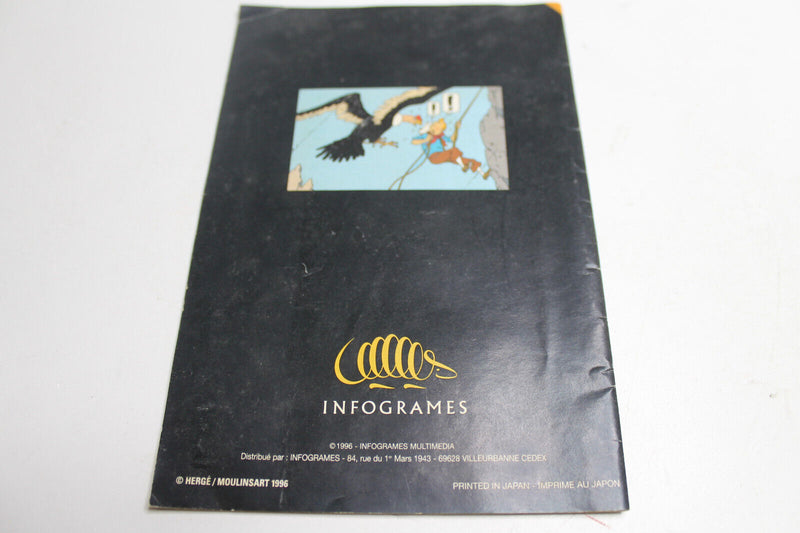 !
INFOGRAMES
© 1996 - INFOGRAMES MULTIMEDIA
Distribué par : INFOGRAMES - 84, rue du 1er Mars 1943 - 69628 VILLEURBANNE CEDEX
© HERGÉ / MOULINSART 1996
PRINTED IN JAPAN - IMPRIME AU JAPON